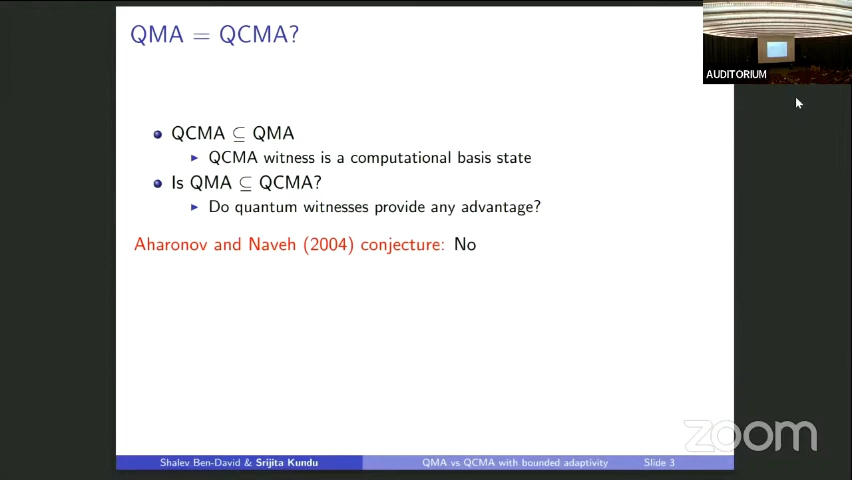 QMA = QCMA?
AUDITORIUM
QCMA ⊆ QMA
QCMA witness is a computational basis state
Is QMA ⊆ QCMA?
Do quantum witnesses provide any advantage?
Aharonov and Naveh (2004) conjecture: No
zoom
Shalev Ben-David & Srijita Kundu QMA vs QCMA with bounded adaptivity Slide 3